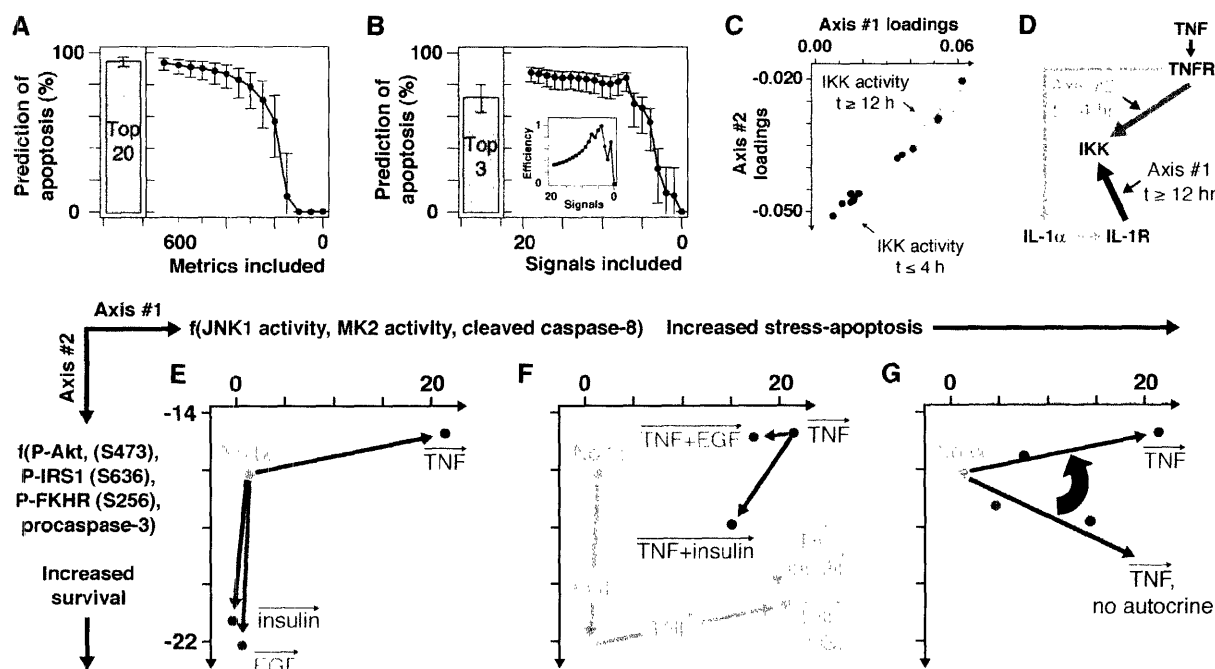 A
Prediction of
apoptosis (%)
100
0
Top
20
600
0
Metrics included
B
Prediction of
apoptosis (%)
100
0
Top
3
Efficiency
1
0
20
0
Signals
20
0
Signals included
C
Axis #1 loadings
0.00
0.06
Axis #2
loadings
-0.020
-0.050
IKK activity
t ≥ 12 h
IKK activity
t ≤ 4 h
D
TNF
TNFR
IKK
Axis #1
t ≥ 12 hr
IL-1α
IL-1R
Axis #1
Axis #2
f(JNK1 activity, MK2 activity, cleaved caspase-8)
Increased stress-apoptosis
f(P-Akt, (S473),
P-IRS1 (S636),
P-FKHR (S256),
procaspase-3)
Increased
survival
E
0
20
-14
-22
TNF
insulin
EGF
F
0
20
TNF+EGF
TNF
TNF+insulin
G
0
20
TNF
TNF,
no autocrine